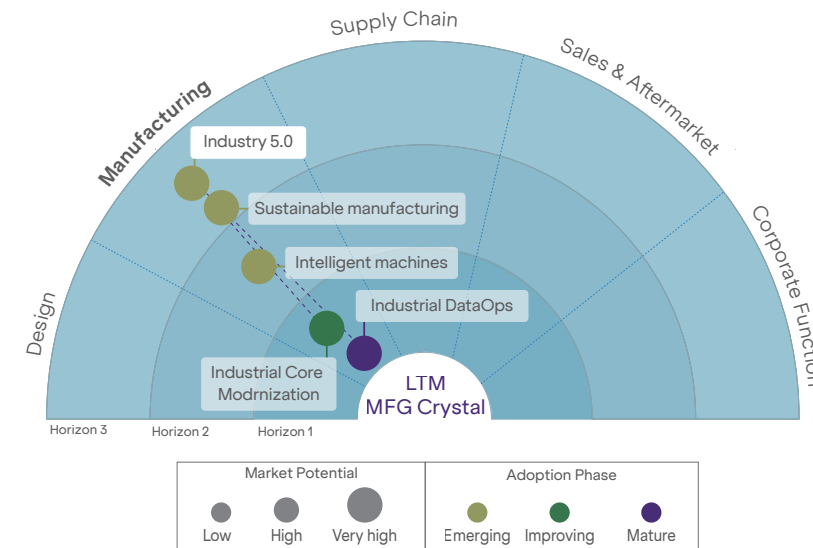 Supply Chain
Sales & Aftermarket
Manufacturing
Industry 5.0
Sustainable manufacturing
Corporate Function
Intelligent machines
Design
Industrial DataOps
Industrial Core
Modrnization
LTM
MFG Crystal
Horizon 3
Horizon 2
Horizon 1
Market Potential
Low
High
Very high
Adoption Phase
Emerging
Improving
Mature